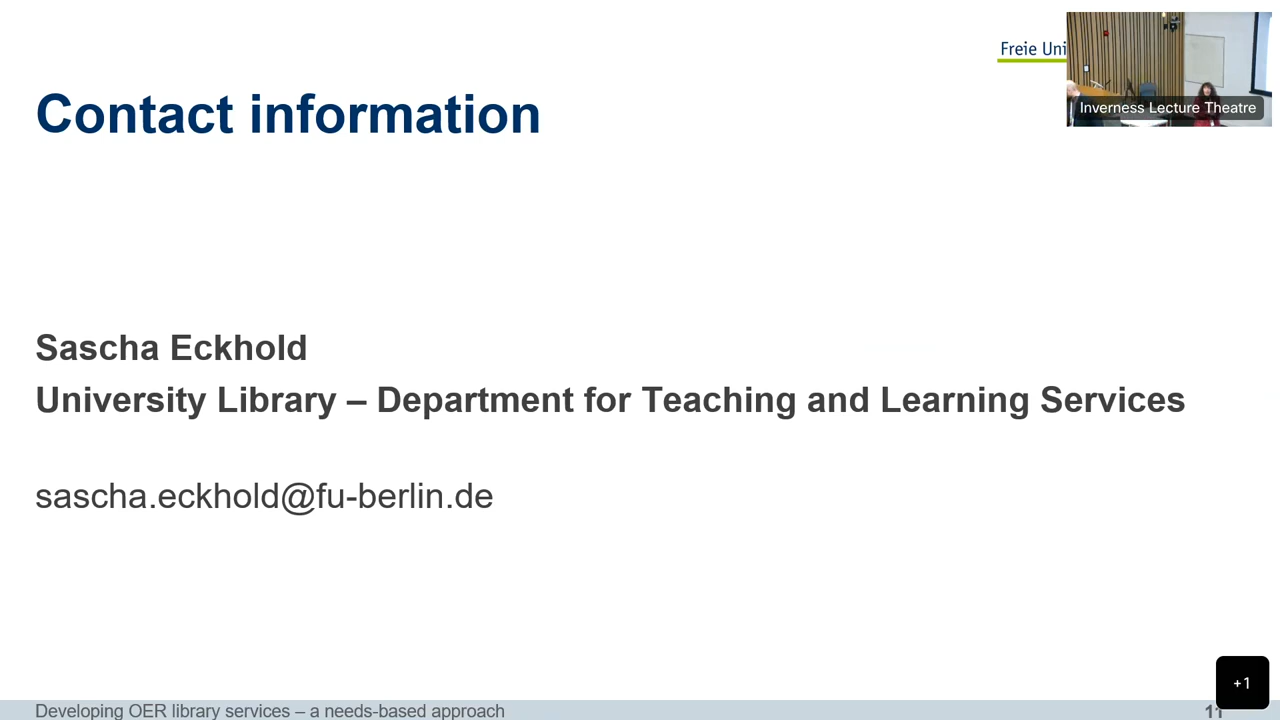 Freie Uni
Inverness Lecture Theatre
Contact information
Sascha Eckhold
University Library – Department for Teaching and Learning Services
sascha.eckhold@fu-berlin.de
+1
Developing OER library services – a needs-based approach
11